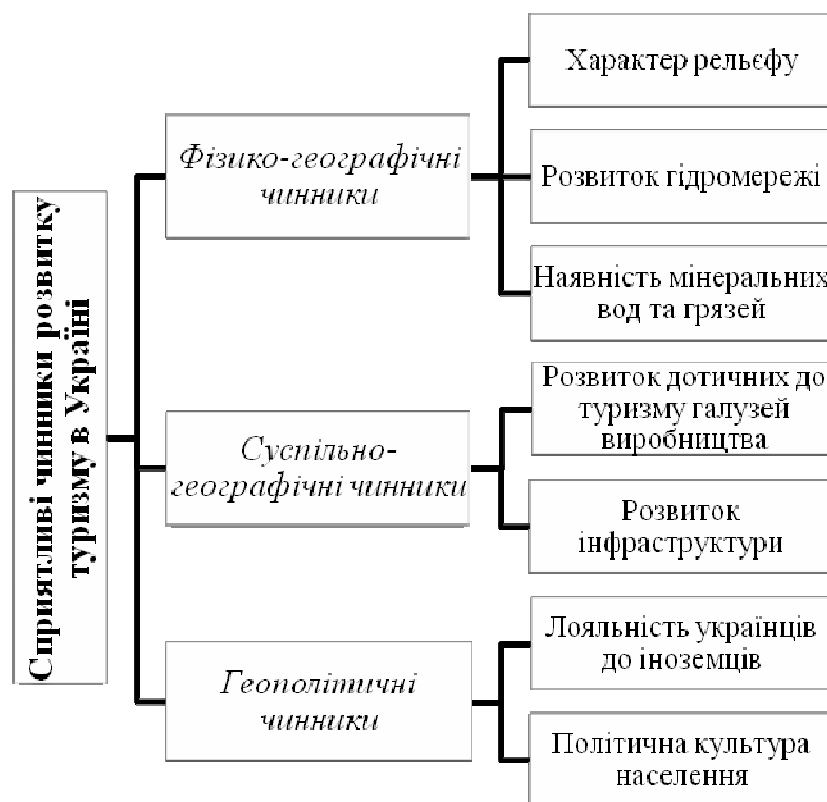 Сприятливі чинники розвитку
туризму в Україні
Фізико-географічні
чинники
Характер рельєфу
Розвиток гідромережі
Наявність мінеральних
вод та грязей
Суспільно-
географічні чинники
Розвиток дотичних до
туризму галузей
виробництва
Розвиток
інфраструктури
Геополітичні
чинники
Лояльність українців
до іноземців
Політична культура
населення